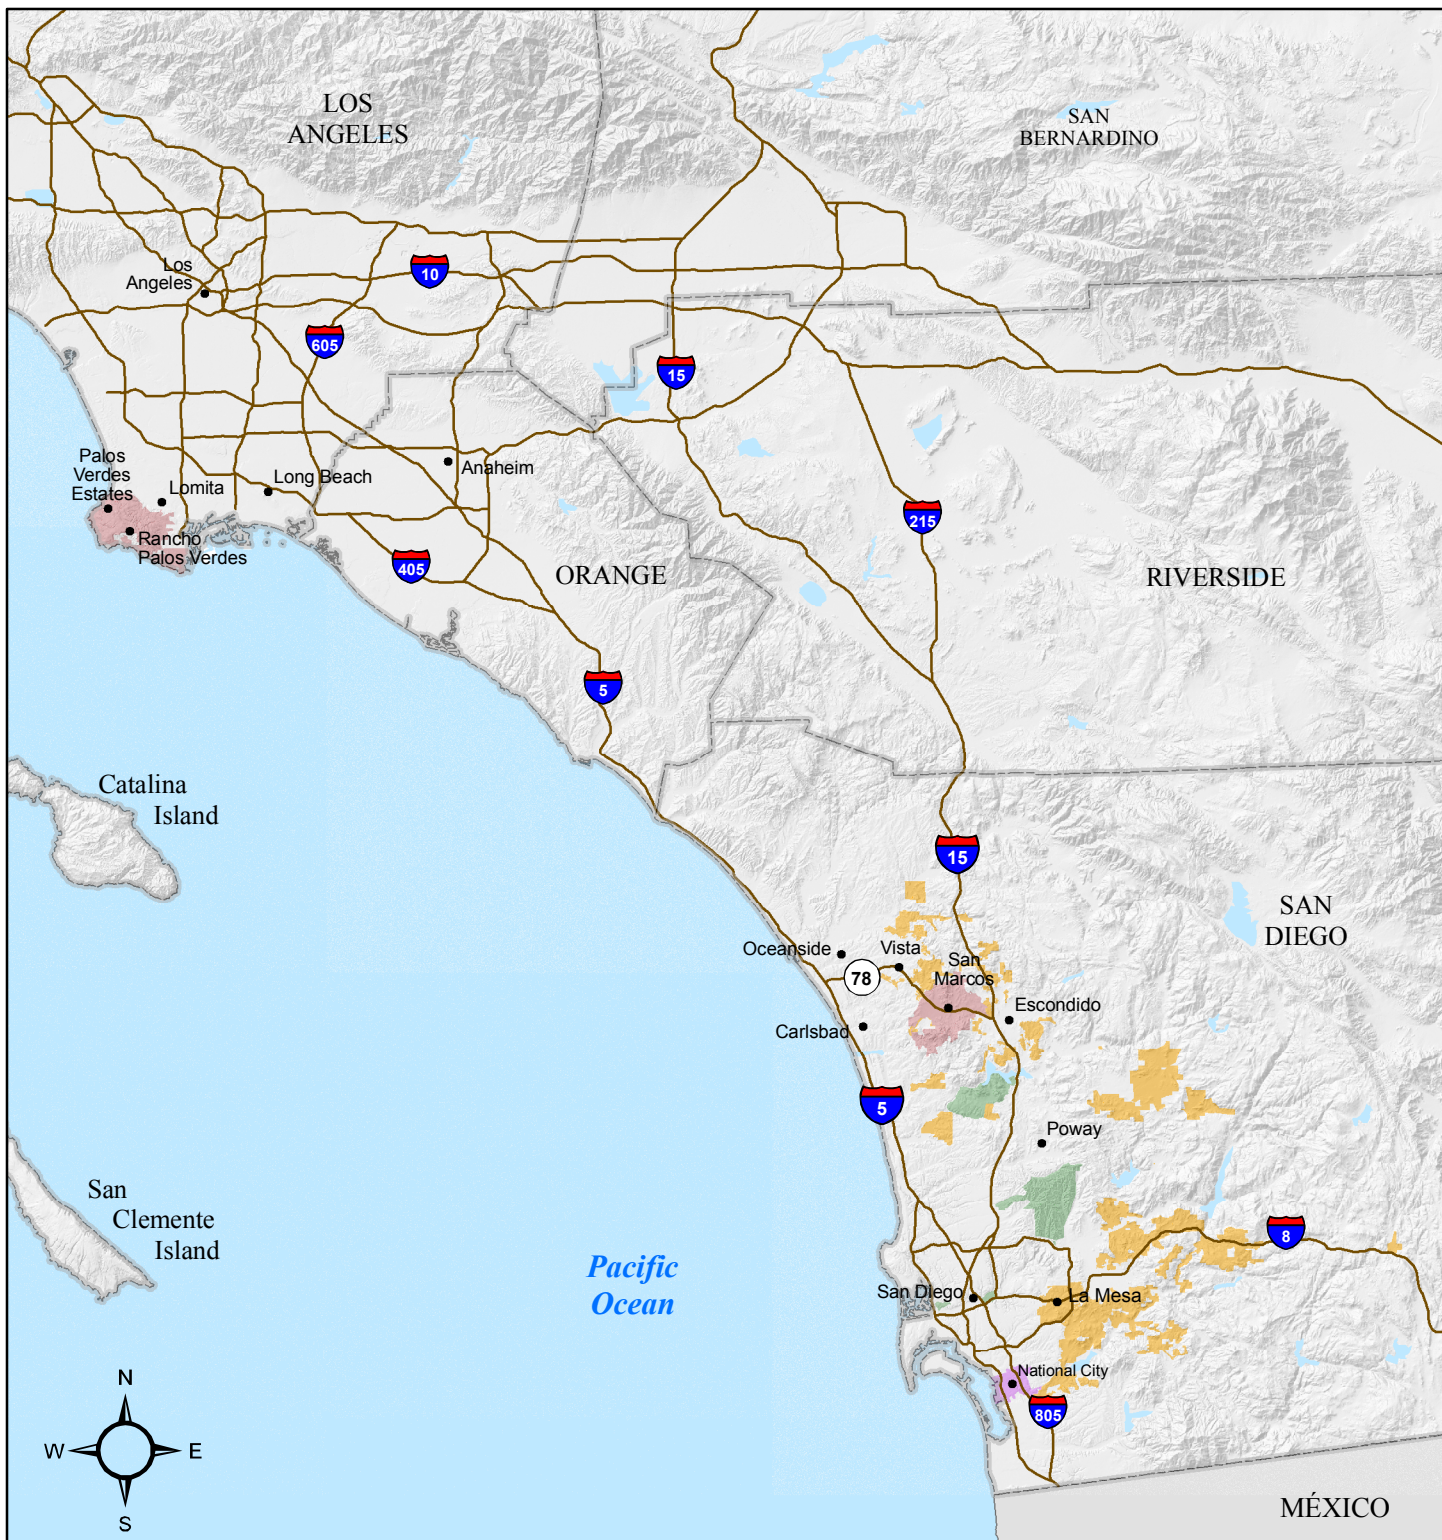 LOS
ANGELES
SAN
BERNARDINO
Los
Angeles
10
605
15
Palos
Verdes
Estates
Lomita
Long Beach
Anaheim
Rancho
Palos Verdes
405
215
ORANGE
RIVERSIDE
5
Catalina
Island
15
SAN
DIEGO
Oceanside
Vista
78
San
Marcos
Escondido
Carlsbad
5
Poway
San
Clemente
Island
8
Pacific
Ocean
San Diego
La Mesa
National City
805
N
W
E
S
MÉXICO